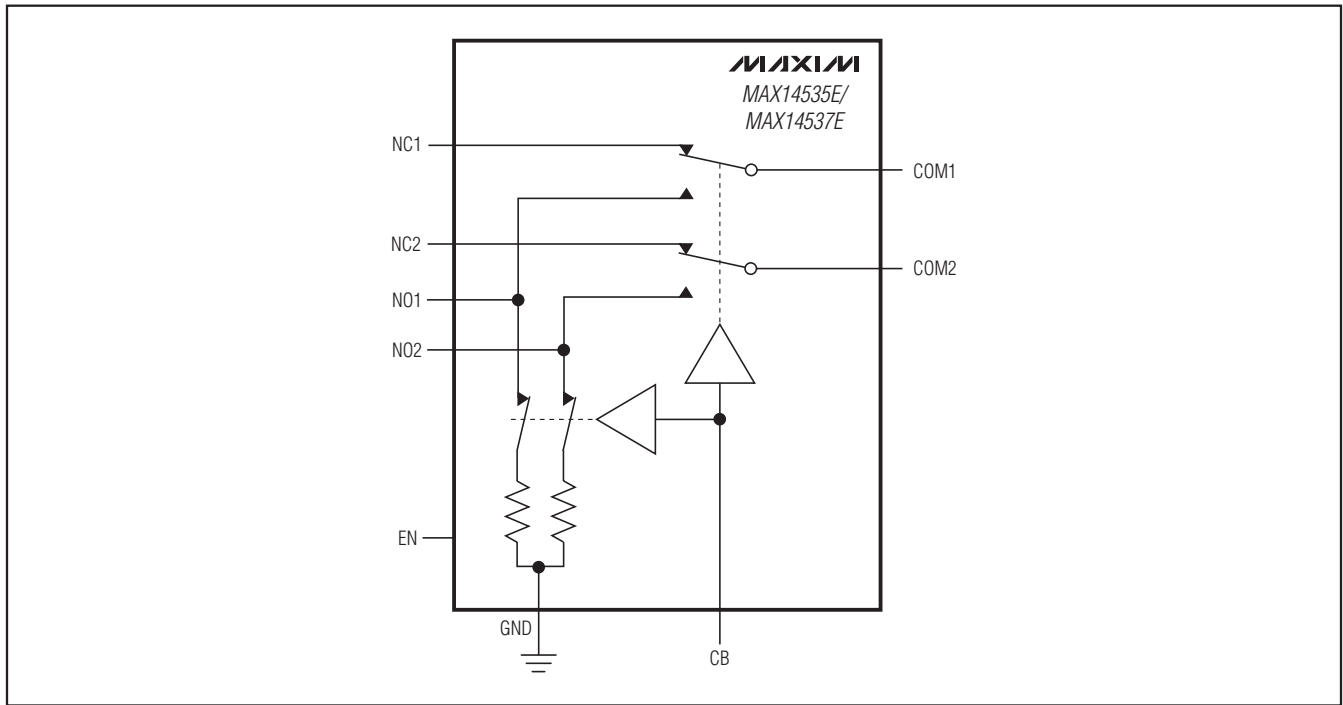 MAXIM
MAX14535E/
MAX14537E
NC1
COM1
NC2
COM2
NO1
NO2
EN
GND
CB